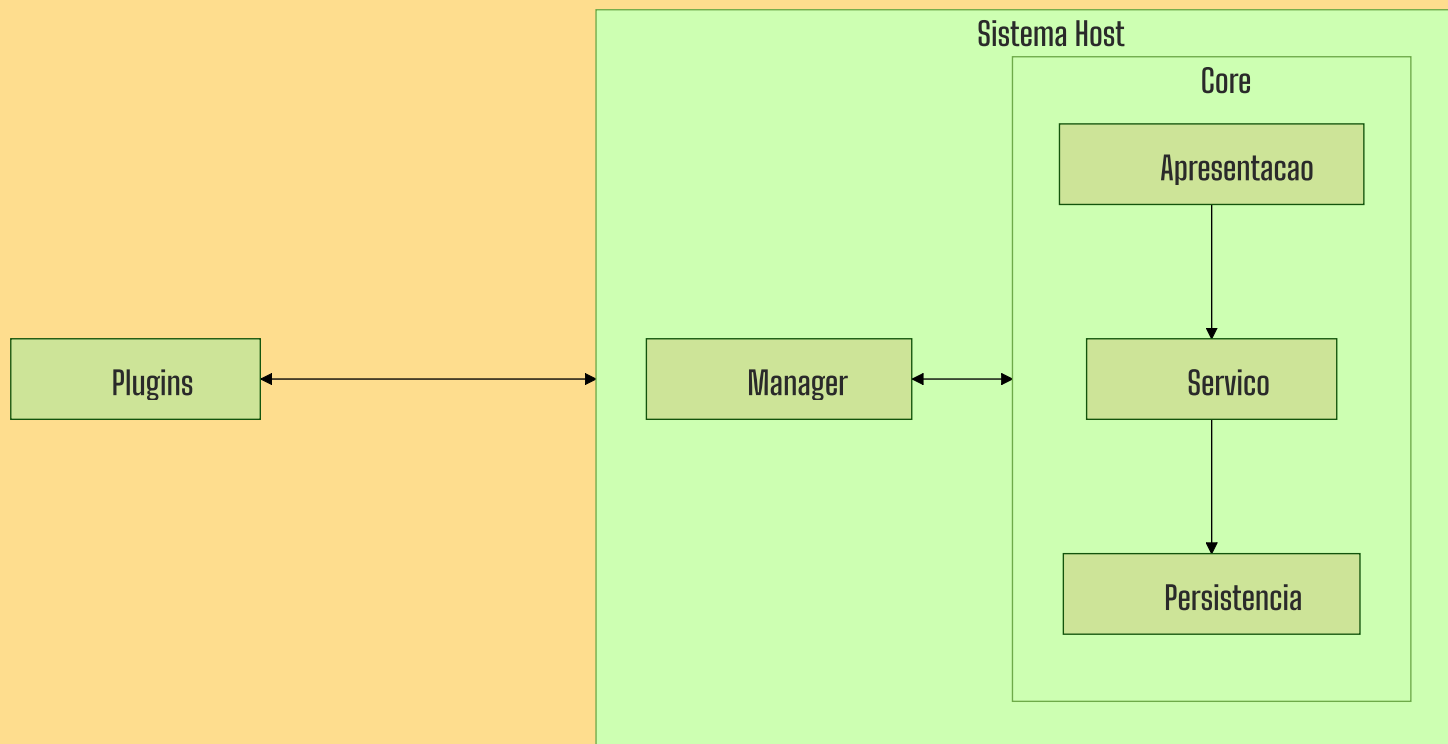 Sistema Host
Core
Apresentacao
Plugins
Manager
Servico
Persistencia